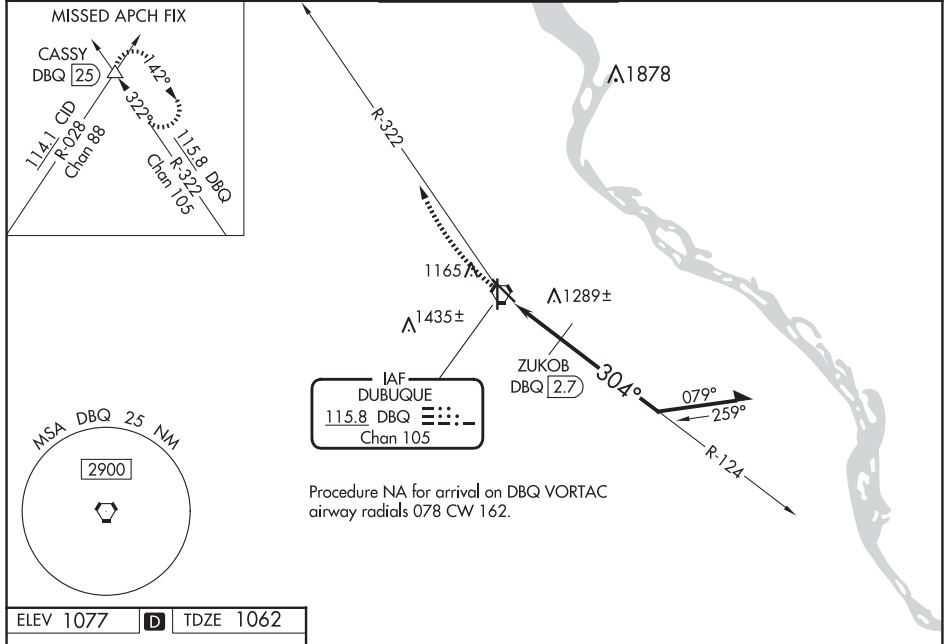 MISSED APCH FIX
CASSY
DBQ 25
142°
322°
114.1 CID
R-028
Chan 88
115.8 DBQ
R-322
Chan 105
1878
R-322
1165
1289±
1435±
ZUKOB
DBQ 2.7
304°
079°
259°
R-124
IAF
DUBUQUE
115.8 DBQ
Chan 105
MSA DBQ 25 NM
2900
Procedure NA for arrival on DBQ VORTAC
airway radials 078 CW 162.
ELEV 1077 D TDZE 1062